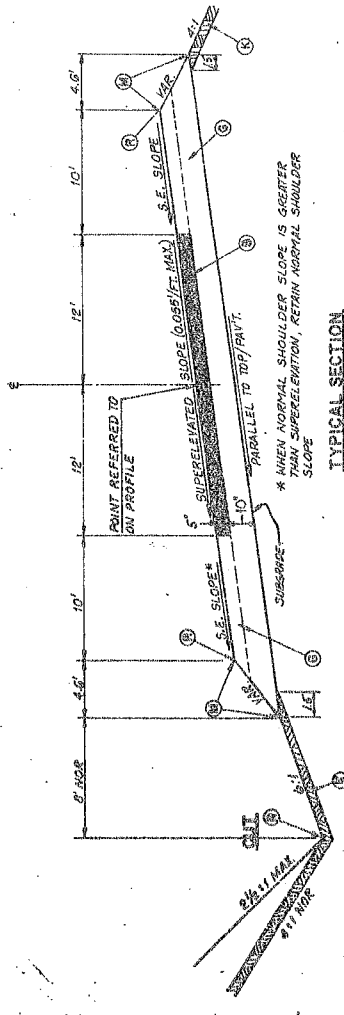 8' NOR
4.6'
10'
12'
12'
10'
4.6'
℄
POINT REFERRED TO
ON PROFILE
SUPERELEVATED SLOPE (0.055'/FT. MAX.)
S.E. SLOPE*
S.E. SLOPE
VAR.
VAR.
5"
10"
1.5'
1.5'
4:1
6:1
CUT
2½:1 MAX.
4:1 NOR
PARALLEL TO TOP/PAV'T.
SUBGRADE
R
M
G
K
M
G
R
* WHEN NORMAL SHOULDER SLOPE IS GREATER
THAN SUPERELEVATION, RETAIN NORMAL SHOULDER
SLOPE
TYPICAL SECTION